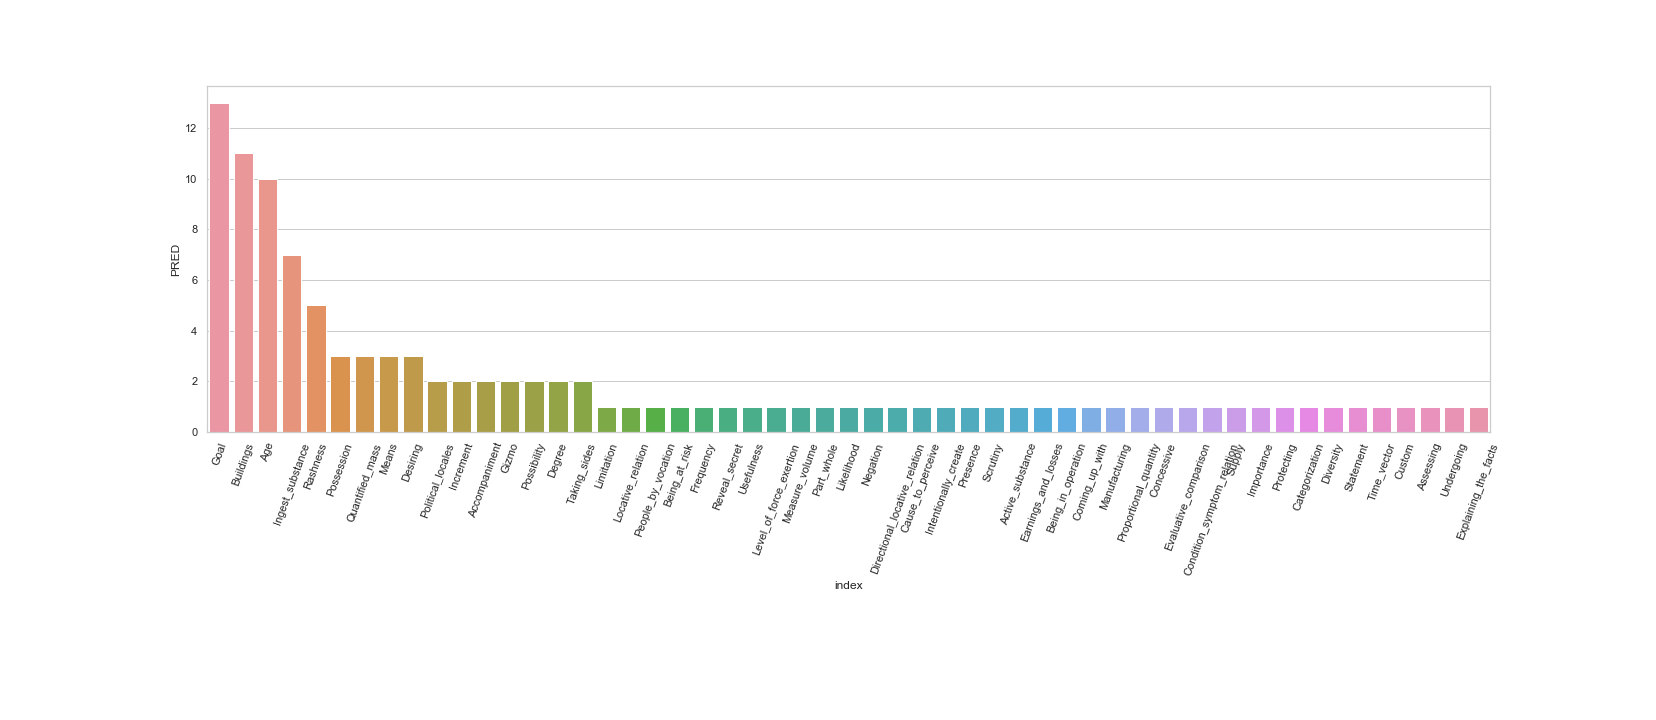 12
10
8
6
4
2
0
PRED
Goal
Buildings
Age
Ingest_substance
Rashness
Possession
Quantified_mass
Means
Desiring
Political_locales
Increment
Accompaniment
Gizmo
Possibility
Degree
Taking_sides
Limitation
Locative_relation
People_by_vocation
Being_at_risk
Frequency
Reveal_secret
Usefulness
Level_of_force_exertion
Measure_volume
Part_whole
Likelihood
Negation
Directional_locative_relation
Cause_to_perceive
Intentionally_create
Presence
Scrutiny
Active_substance
Earnings_and_losses
Being_in_operation
Coming_up_with
Manufacturing
Proportional_quantity
Concessive
Evaluative_comparison
Condition_symptom_relation
Supply
Importance
Protecting
Categorization
Diversity
Statement
Time_vector
Custom
Assessing
Undergoing
Explaining_the_facts
index